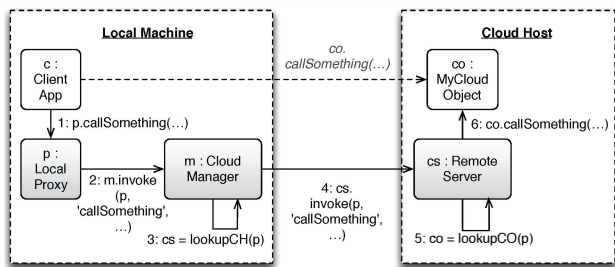 Local Machine
Cloud Host
c :
Client
App
co.
callSomething(…)
co :
MyCloud
Object
1: p.callSomething(…)
6: co.callSomething(…)
p :
Local
Proxy
2: m.invoke
(p,
'callSomething',
…)
m : Cloud
Manager
4: cs.
invoke(p,
'callSomething',
…)
cs : Remote
Server
3: cs = lookupCH(p)
5: co = lookupCO(p)